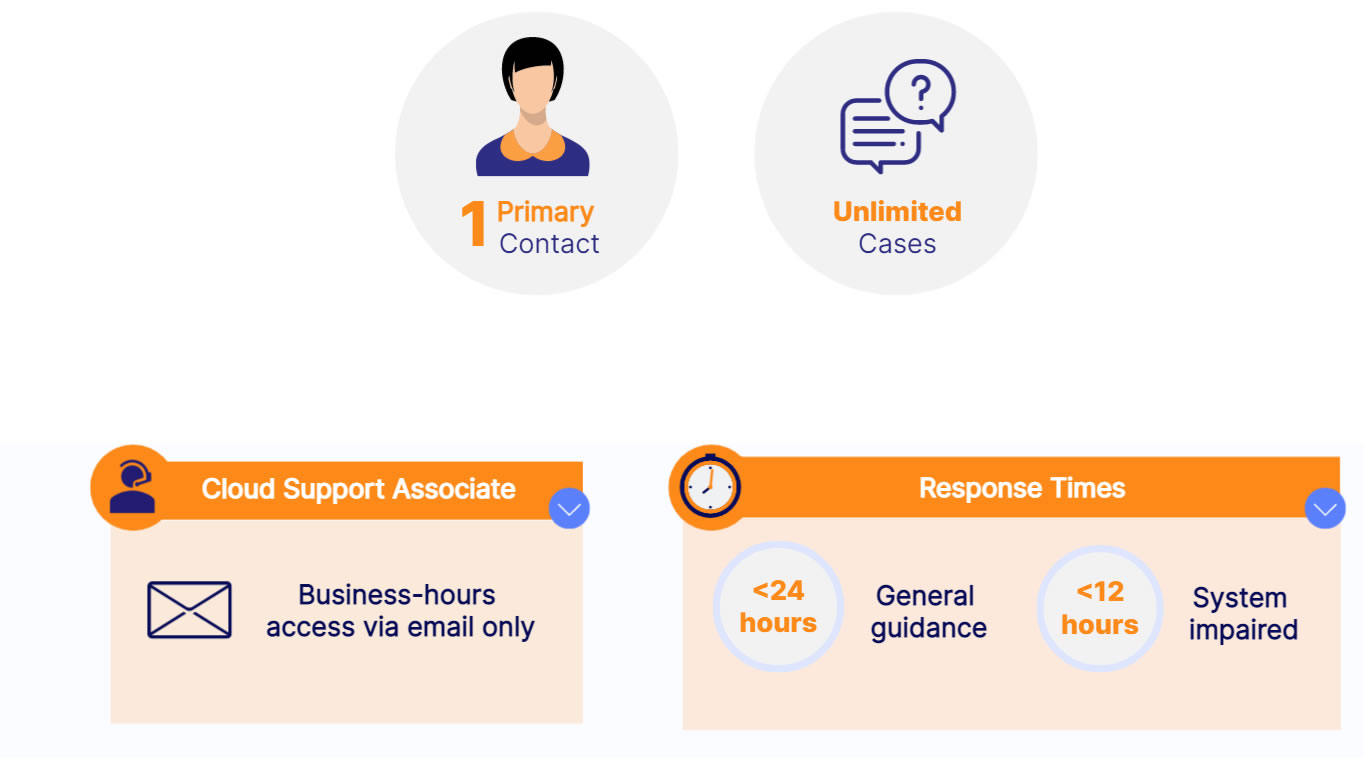 1 Primary
Contact
Unlimited
Cases
Cloud Support Associate
Business-hours
access via email only
Response Times
<24
hours
General
guidance
<12
hours
System
impaired